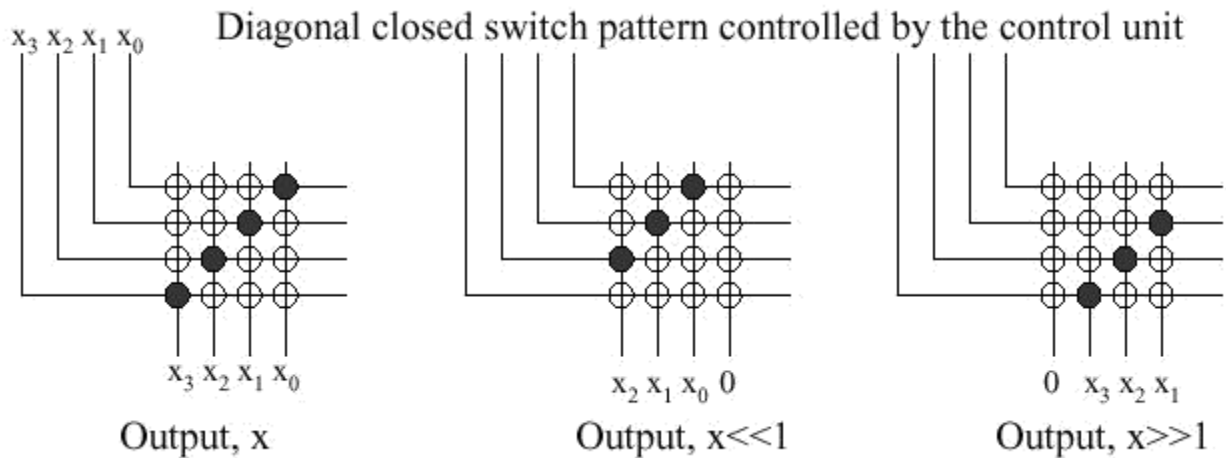 Diagonal closed switch pattern controlled by the control unit
x₃ x₂ x₁ x₀
x₃ x₂ x₁ x₀
x₂ x₁ x₀ 0
0 x₃ x₂ x₁
Output, x
Output, x<<1
Output, x>>1